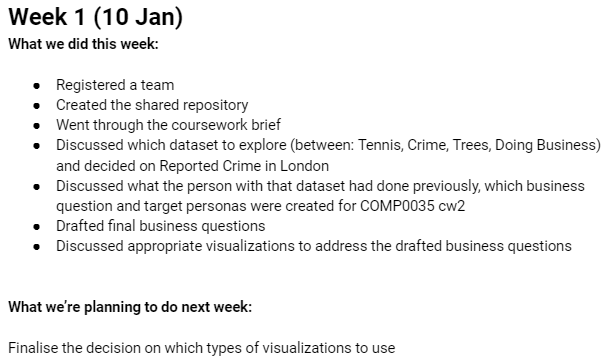 Week 1 (10 Jan)
What we did this week:
● Registered a team
● Created the shared repository
● Went through the coursework brief
● Discussed which dataset to explore (between: Tennis, Crime, Trees, Doing Business)
and decided on Reported Crime in London
● Discussed what the person with that dataset had done previously, which business
question and target personas were created for COMP0035 cw2
● Drafted final business questions
● Discussed appropriate visualizations to address the drafted business questions
What we’re planning to do next week:
Finalise the decision on which types of visualizations to use